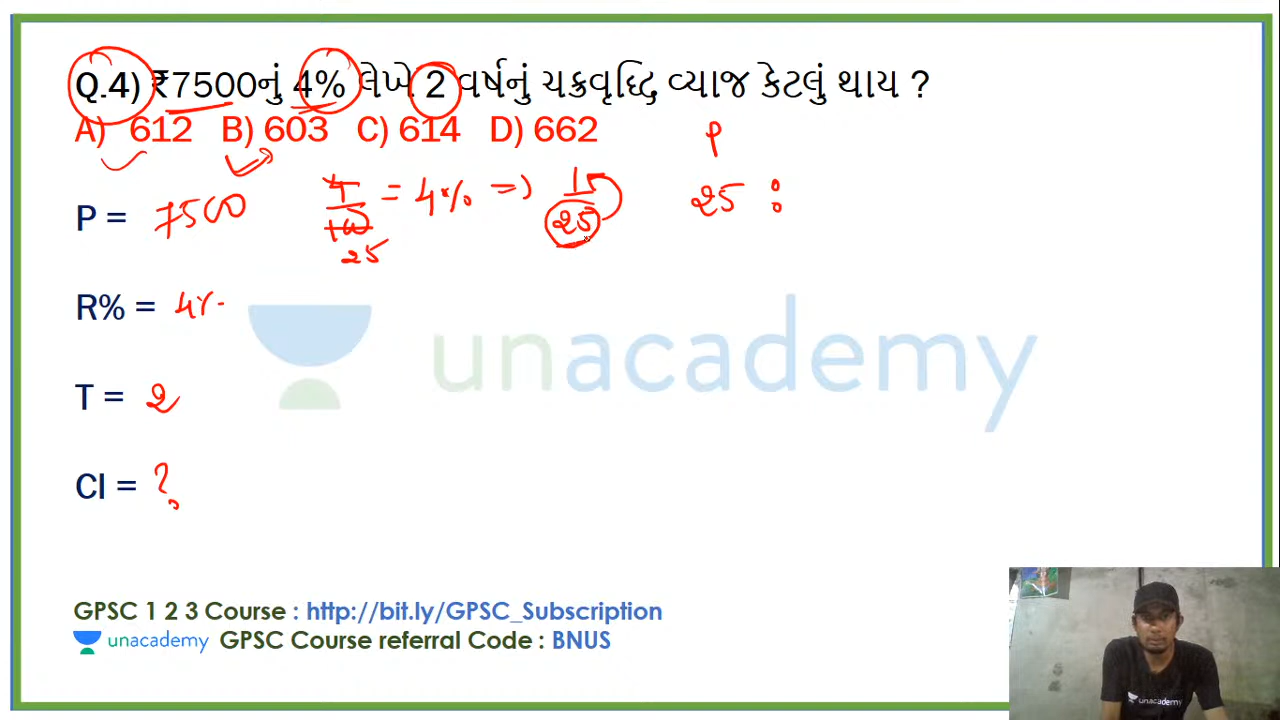 Q.4) ₹7500નું 4% લેખે 2 વર્ષનું ચક્રવૃદ્ધિ વ્યાજ કેટલું થાય ?
A) 612 B) 603 C) 614 D) 662
P
P = 7500
4/100 = 4% => 1/25
25
25 :
R% = 4%
unacademy
T = 2
CI = ?
GPSC 1 2 3 Course : http://bit.ly/GPSC_Subscription
unacademy GPSC Course referral Code : BNUS
unacademy